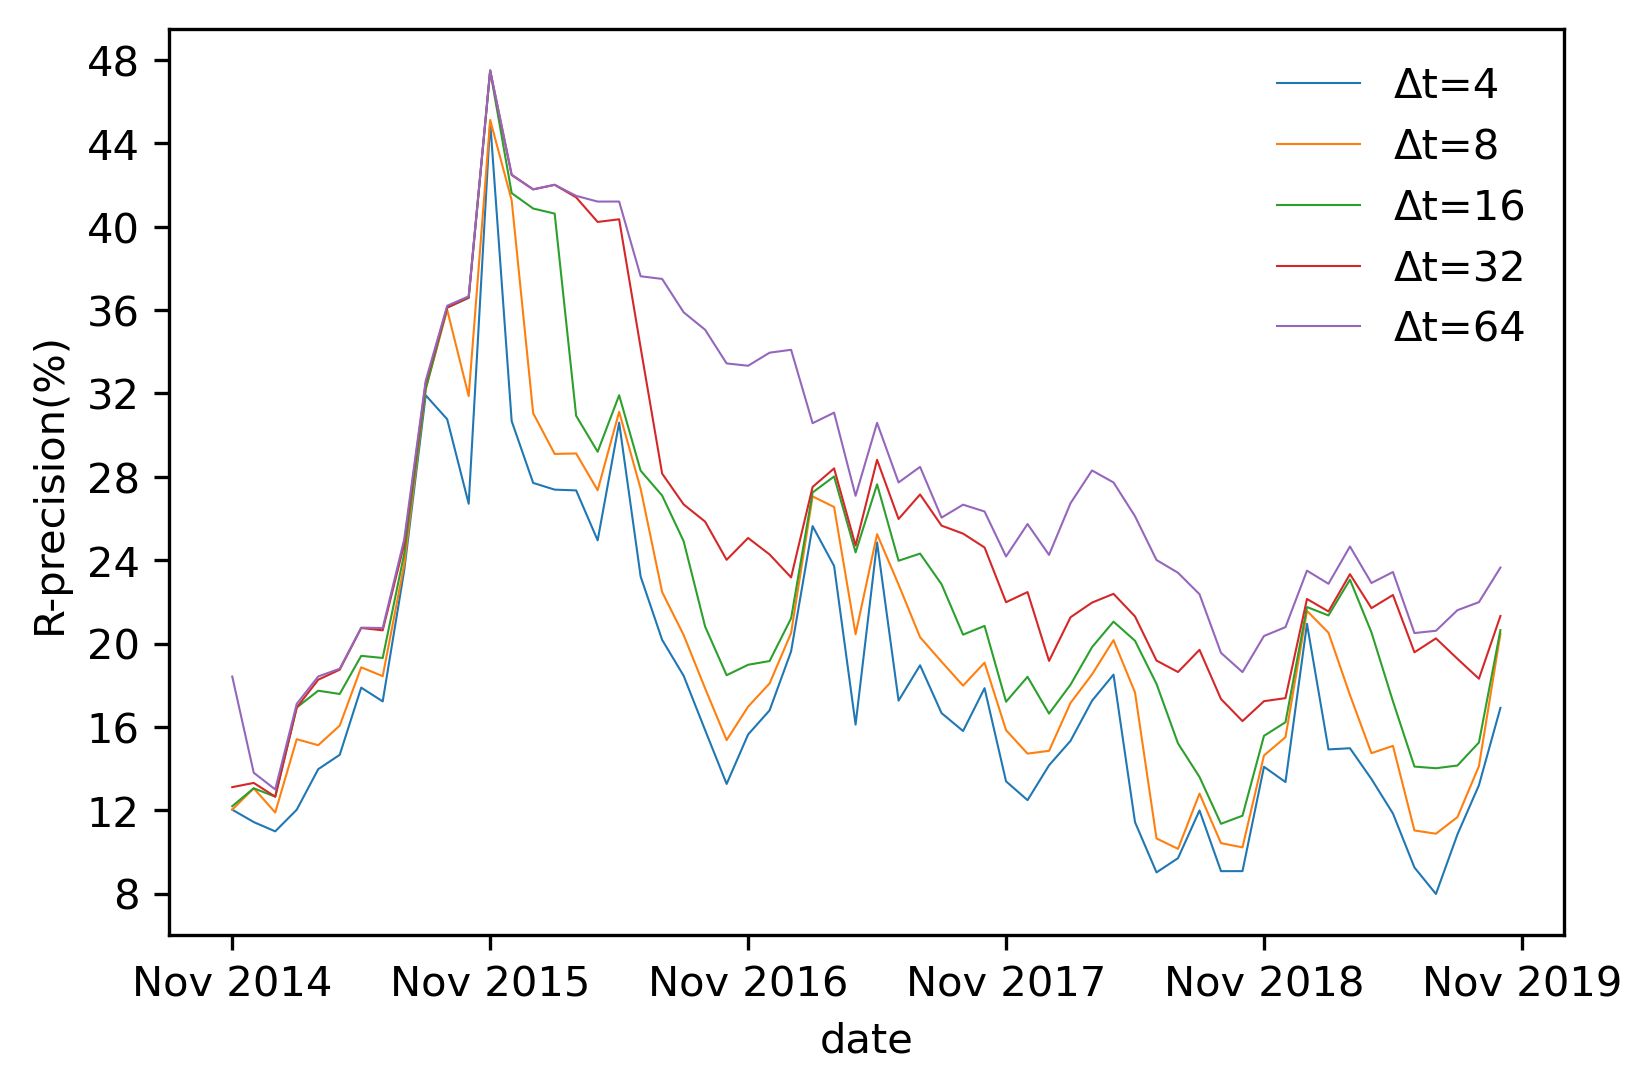 48
44
40
36
32
28
24
20
16
12
8
R-precision(%)
Δt=4
Δt=8
Δt=16
Δt=32
Δt=64
Nov 2014 Nov 2015 Nov 2016 Nov 2017 Nov 2018 Nov 2019
date